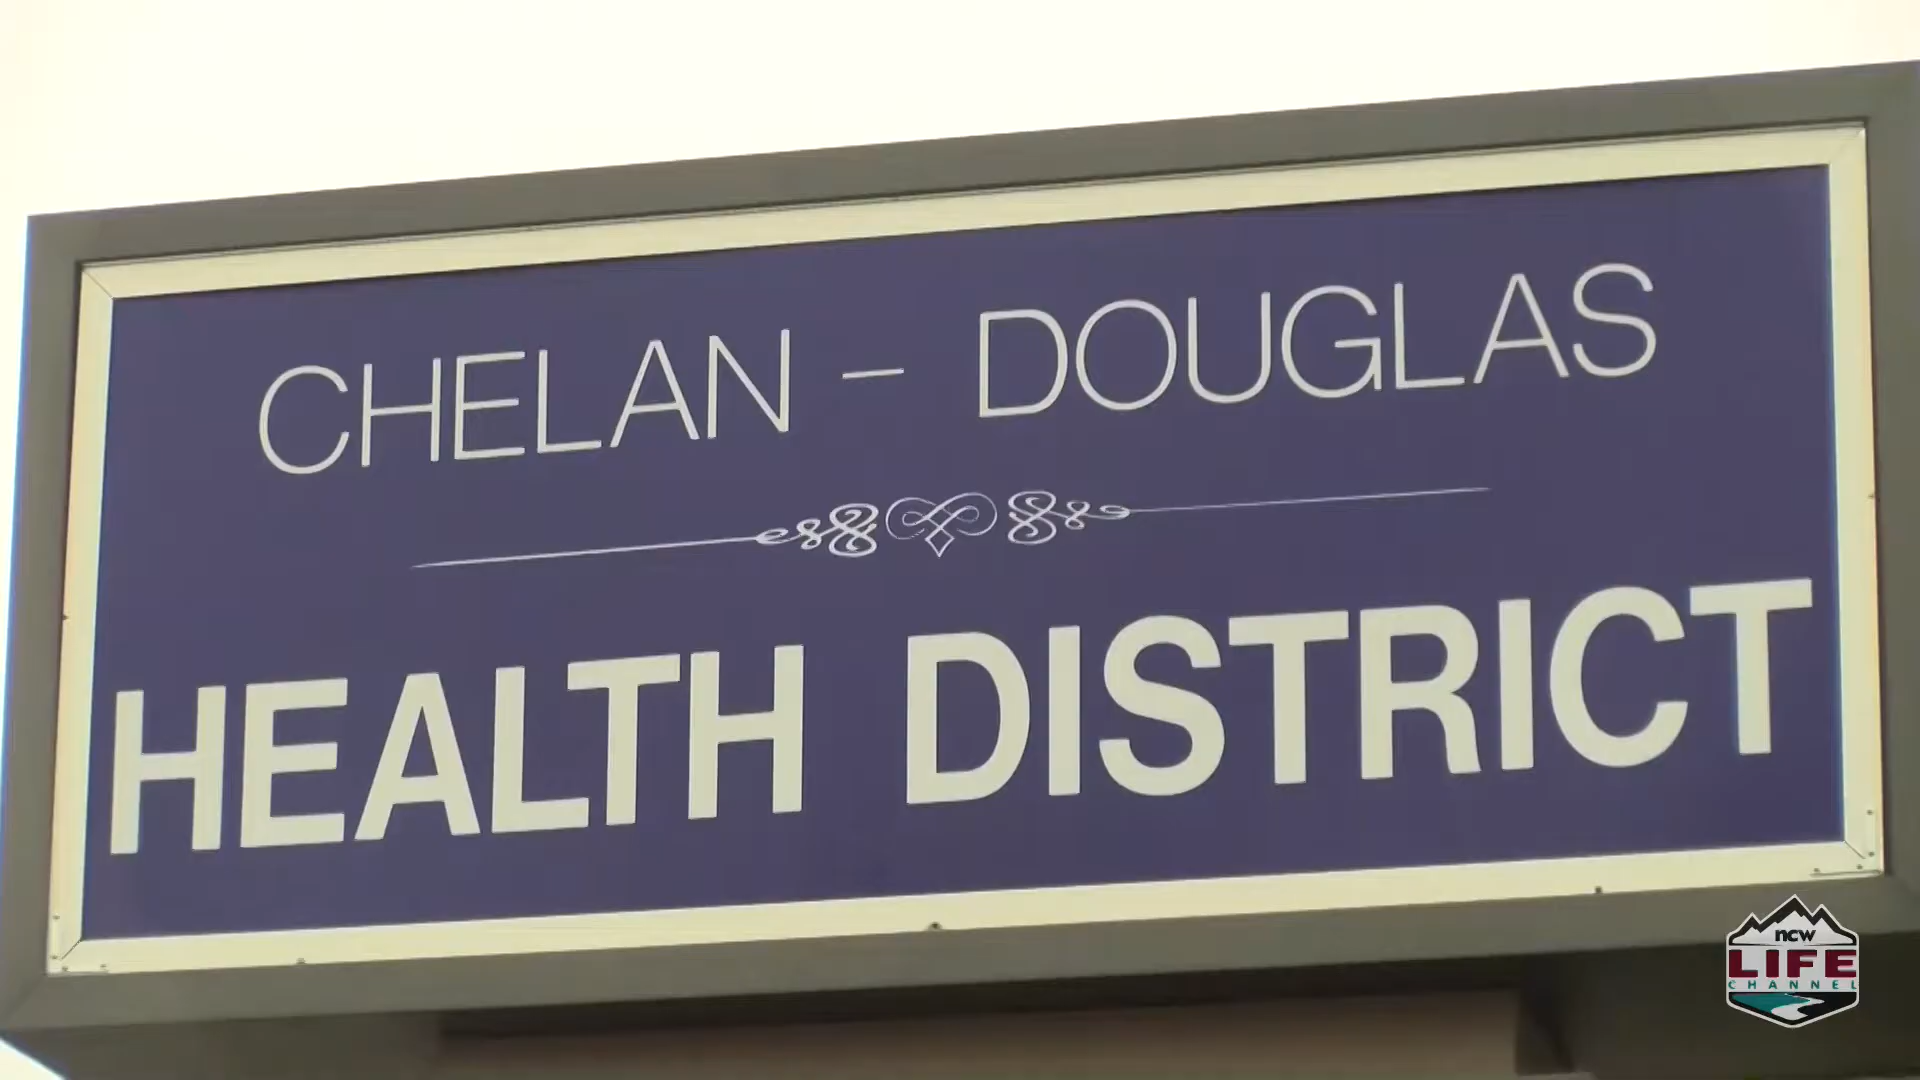 CHELAN – DOUGLAS
HEALTH DISTRICT
ncw
LIFE
CHANNEL